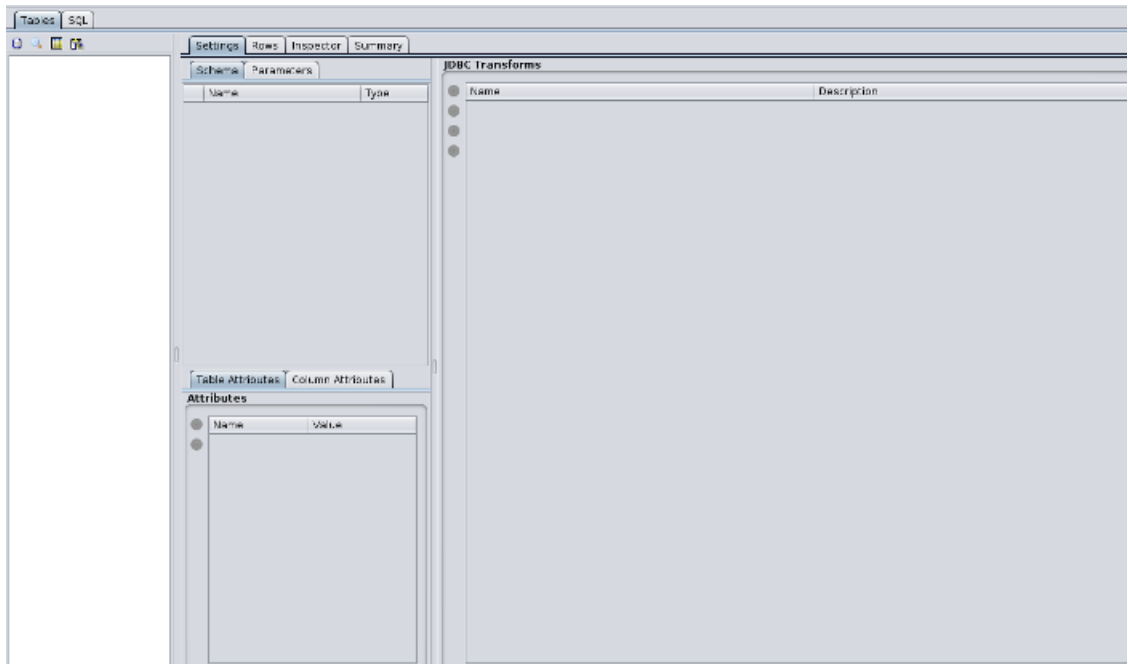 Tables SQL
Settings Rows Inspector Summary
Schema Parameters
JDBC Transforms
Name Type
Name Description
Table Attributes Column Attributes
Attributes
Name Value